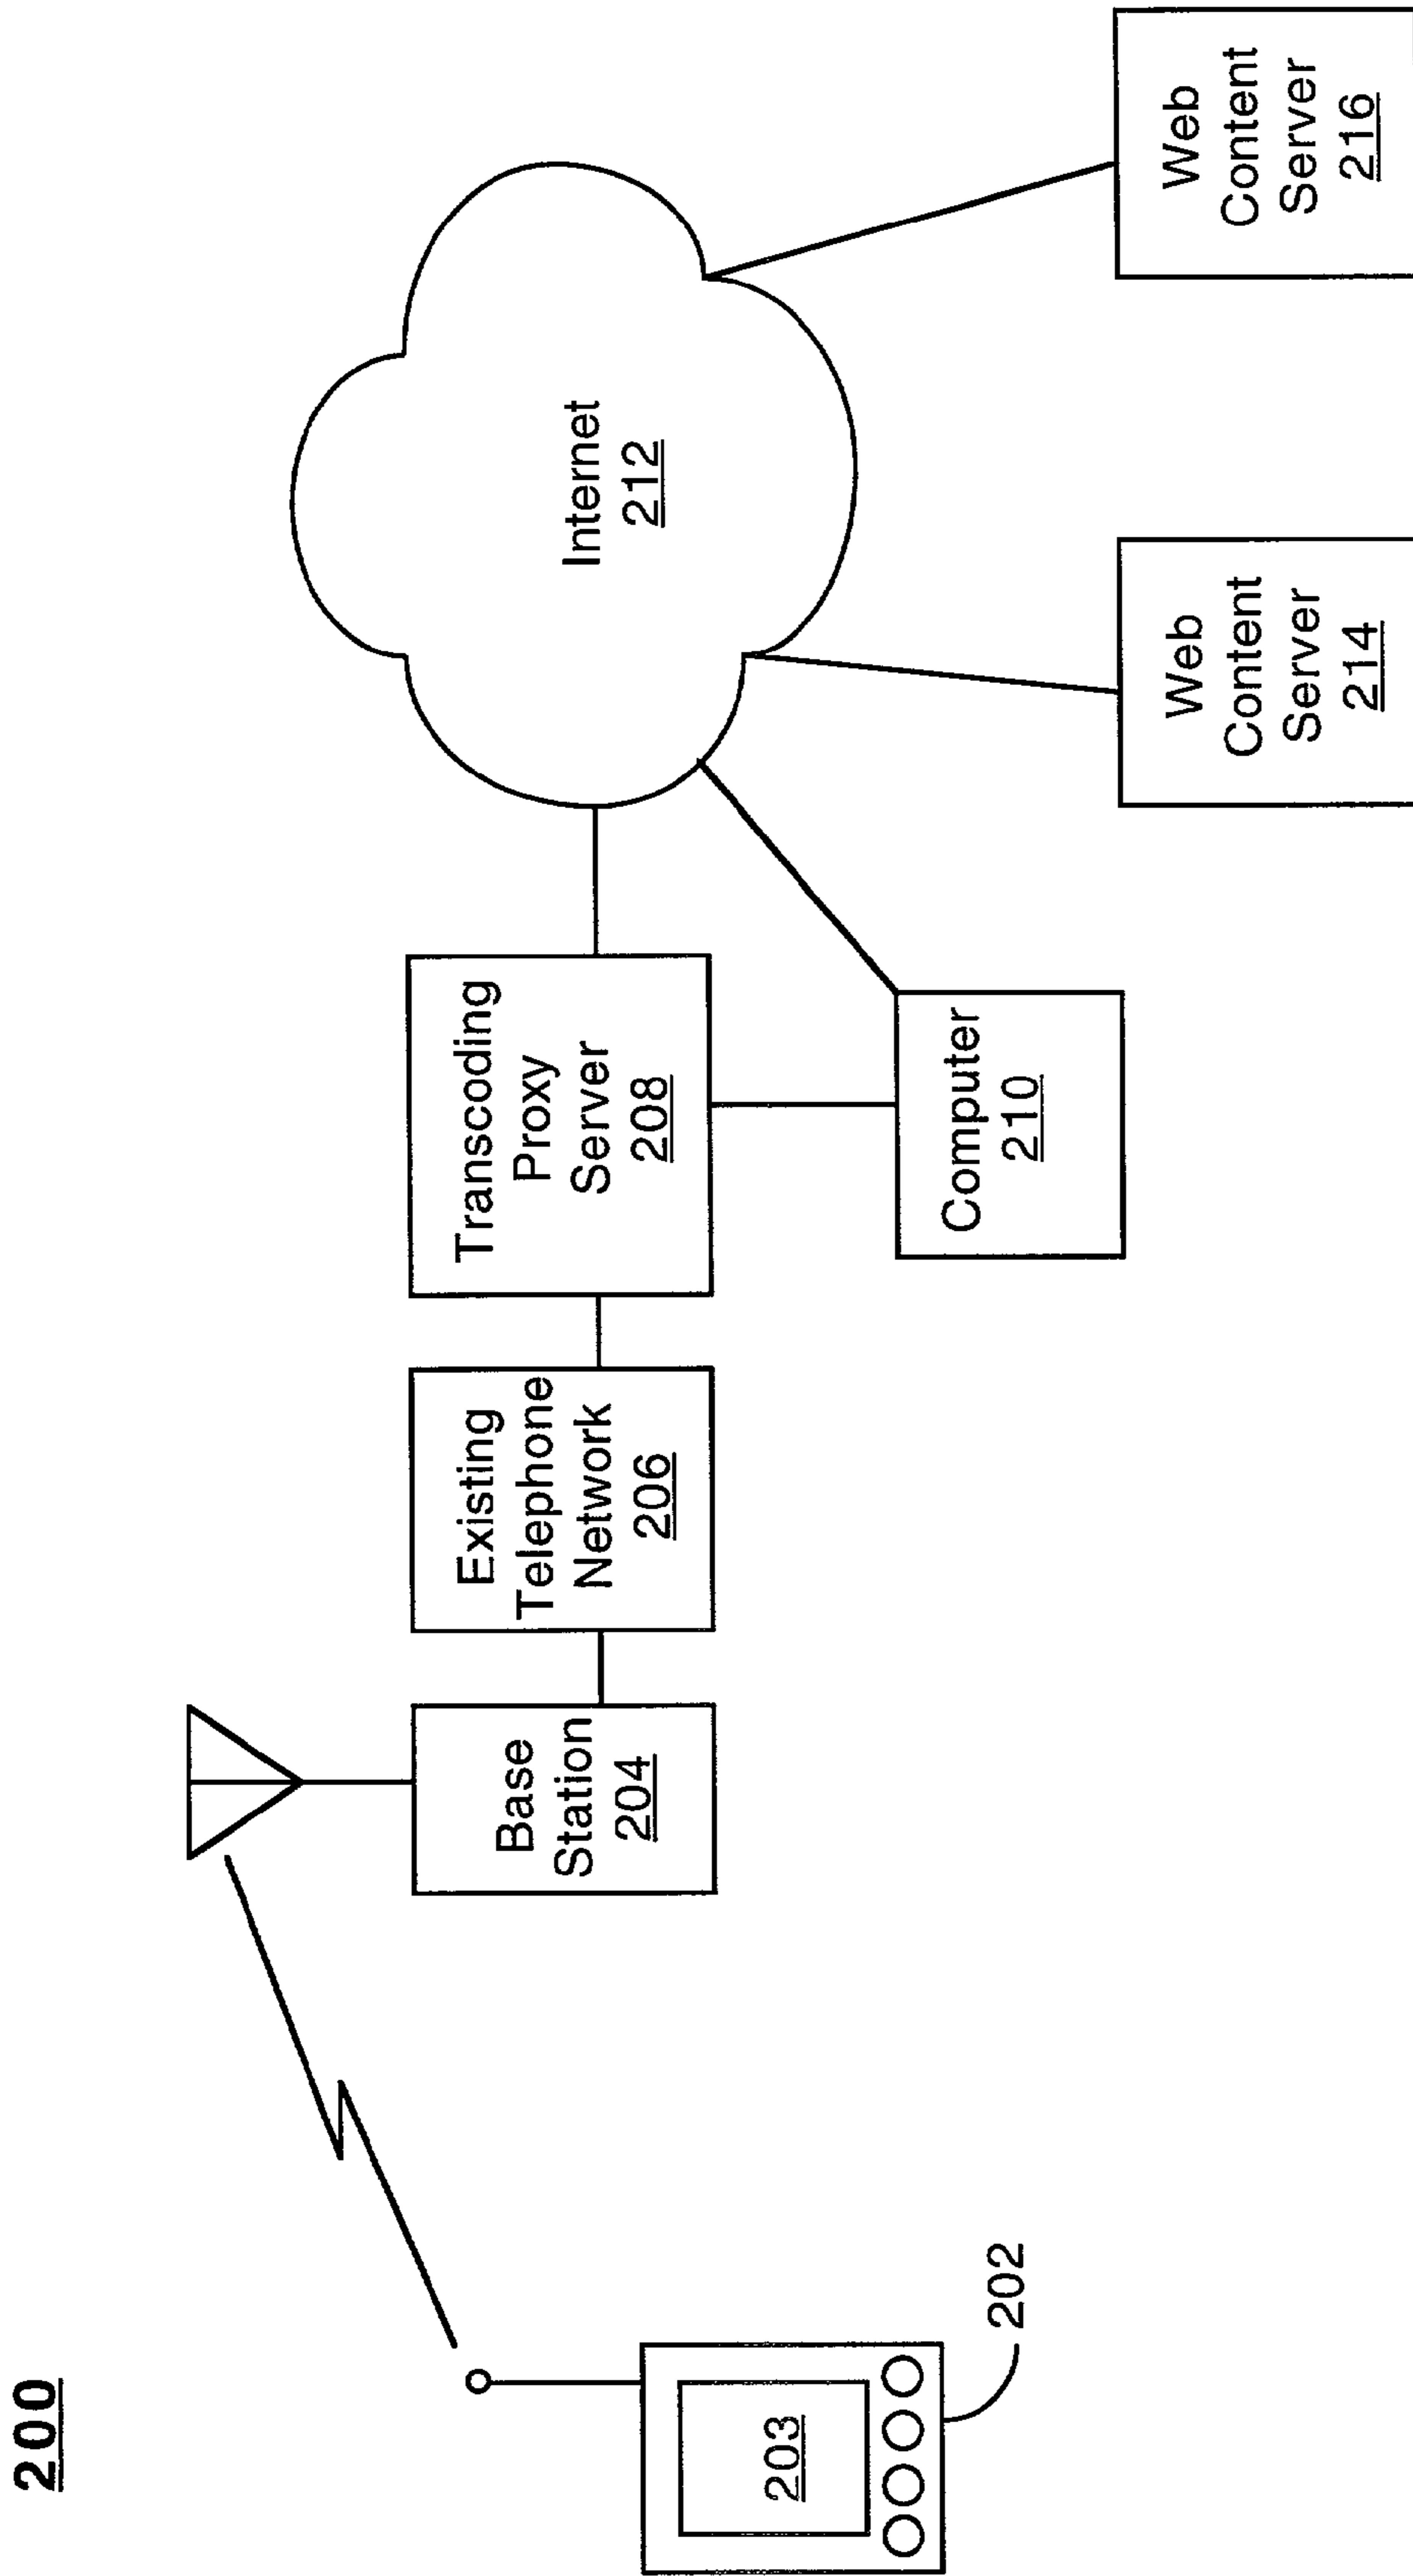 200
203
202
Base
Station
204
Existing
Telephone
Network
206
Transcoding
Proxy
Server
208
Computer
210
Internet
212
Web
Content
Server
214
Web
Content
Server
216